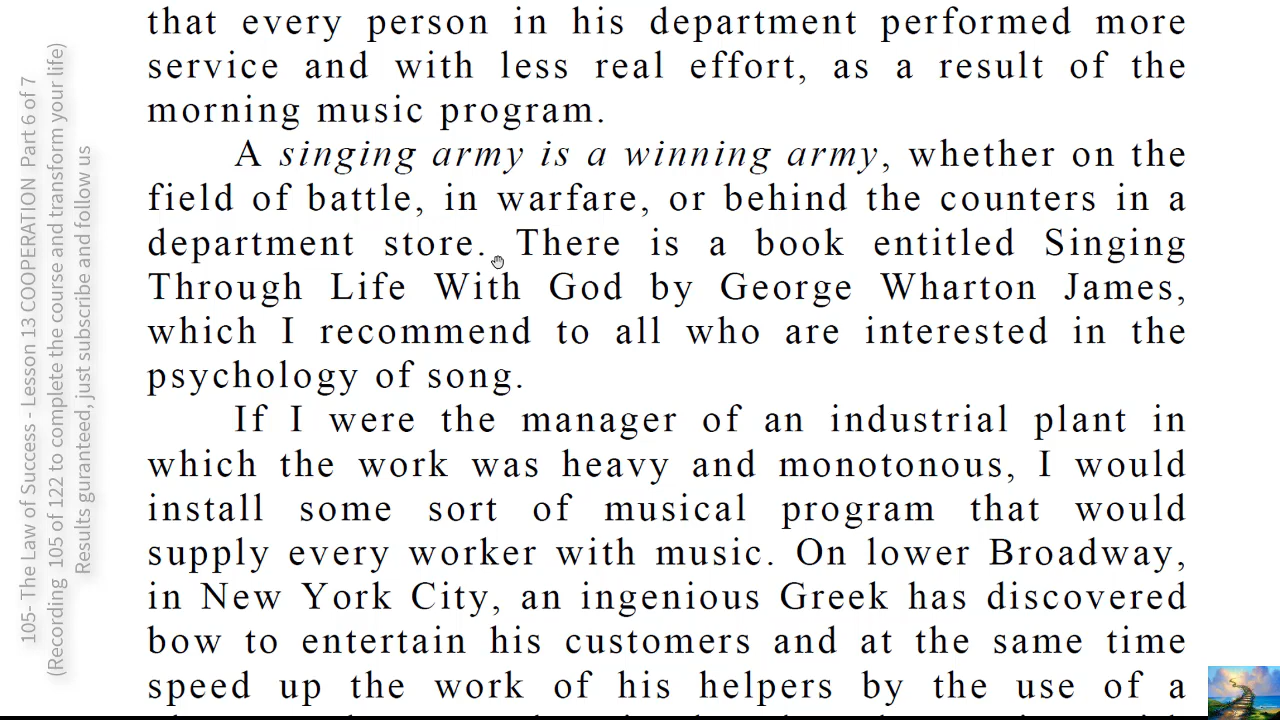 that every person in his department performed more
service and with less real effort, as a result of the
morning music program.
A singing army is a winning army, whether on the
field of battle, in warfare, or behind the counters in a
department store. There is a book entitled Singing
Through Life With God by George Wharton James,
which I recommend to all who are interested in the
psychology of song.
If I were the manager of an industrial plant in
which the work was heavy and monotonous, I would
install some sort of musical program that would
supply every worker with music. On lower Broadway,
in New York City, an ingenious Greek has discovered
bow to entertain his customers and at the same time
speed up the work of his helpers by the use of a
105- The Law of Success - Lesson 13 COOPERATION Part 6 of 7
(Recording 105 of 122 to complete the course and transform your life)
Results guranteed, just subscribe and follow us